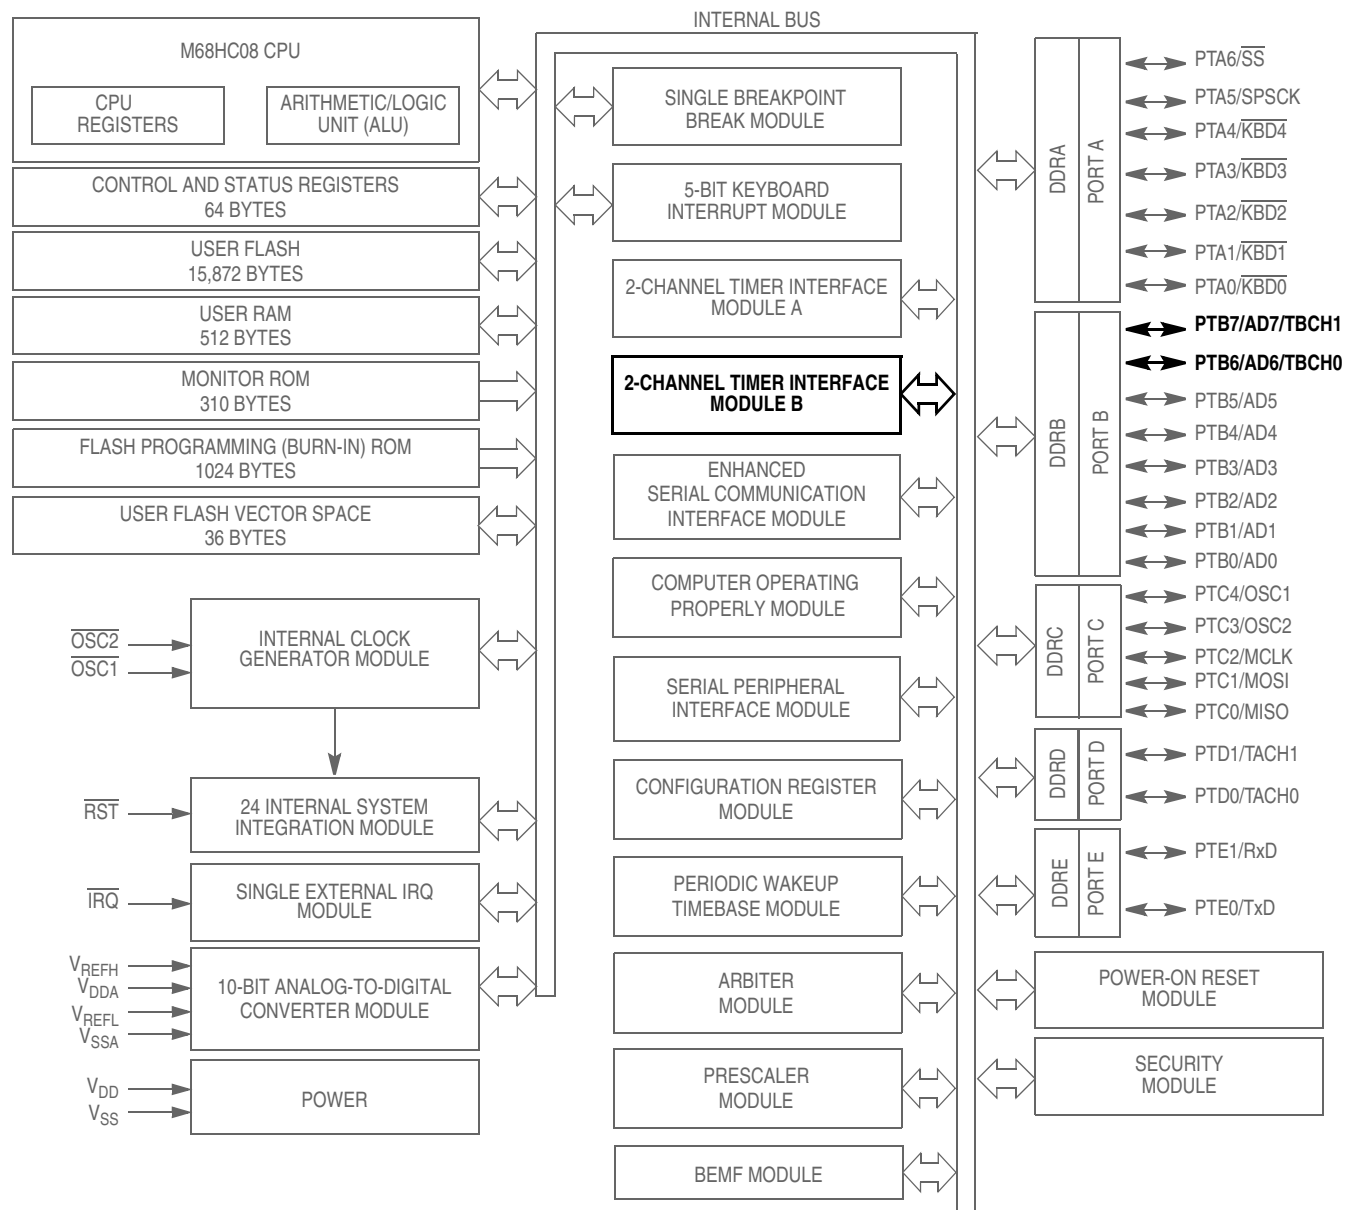 INTERNAL BUS
M68HC08 CPU
CPU
REGISTERS
ARITHMETIC/LOGIC
UNIT (ALU)
CONTROL AND STATUS REGISTERS
64 BYTES
USER FLASH
15,872 BYTES
USER RAM
512 BYTES
MONITOR ROM
310 BYTES
FLASH PROGRAMMING (BURN-IN) ROM
1024 BYTES
USER FLASH VECTOR SPACE
36 BYTES
OSC2
OSC1
INTERNAL CLOCK
GENERATOR MODULE
RST
24 INTERNAL SYSTEM
INTEGRATION MODULE
IRQ
SINGLE EXTERNAL IRQ
MODULE
VREFH
VDDA
VREFL
VSSA
10-BIT ANALOG-TO-DIGITAL
CONVERTER MODULE
VDD
VSS
POWER
SINGLE BREAKPOINT
BREAK MODULE
5-BIT KEYBOARD
INTERRUPT MODULE
2-CHANNEL TIMER INTERFACE
MODULE A
2-CHANNEL TIMER INTERFACE
MODULE B
ENHANCED
SERIAL COMMUNICATION
INTERFACE MODULE
COMPUTER OPERATING
PROPERLY MODULE
SERIAL PERIPHERAL
INTERFACE MODULE
CONFIGURATION REGISTER
MODULE
PERIODIC WAKEUP
TIMEBASE MODULE
ARBITER
MODULE
PRESCALER
MODULE
BEMF MODULE
DDRA
PORT A
PTA6/SS
PTA5/SPSCK
PTA4/KBD4
PTA3/KBD3
PTA2/KBD2
PTA1/KBD1
PTA0/KBD0
DDRB
PORT B
PTB7/AD7/TBCH1
PTB6/AD6/TBCH0
PTB5/AD5
PTB4/AD4
PTB3/AD3
PTB2/AD2
PTB1/AD1
PTB0/AD0
DDRC
PORT C
PTC4/OSC1
PTC3/OSC2
PTC2/MCLK
PTC1/MOSI
PTC0/MISO
DDRD
PORT D
PTD1/TACH1
PTD0/TACH0
DDRE
PORT E
PTE1/RxD
PTE0/TxD
POWER-ON RESET
MODULE
SECURITY
MODULE